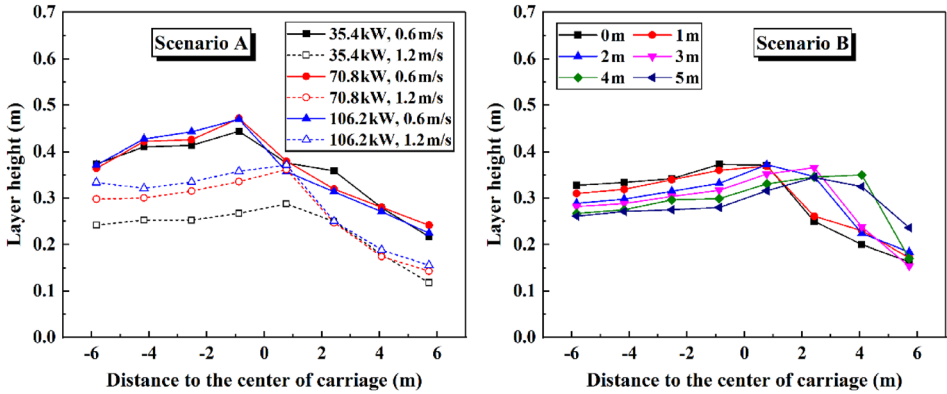 Scenario A
35.4kW, 0.6m/s
35.4kW, 1.2m/s
70.8kW, 0.6m/s
70.8kW, 1.2m/s
106.2kW, 0.6m/s
106.2kW, 1.2m/s
0.7
0.6
0.5
0.4
0.3
0.2
0.1
0.0
Layer height (m)
-6
-4
-2
0
2
4
6
Distance to the center of carriage (m)
Scenario B
0m
1m
2m
3m
4m
5m
0.7
0.6
0.5
0.4
0.3
0.2
0.1
0.0
Layer height (m)
-6
-4
-2
0
2
4
6
Distance to the center of carriage (m)